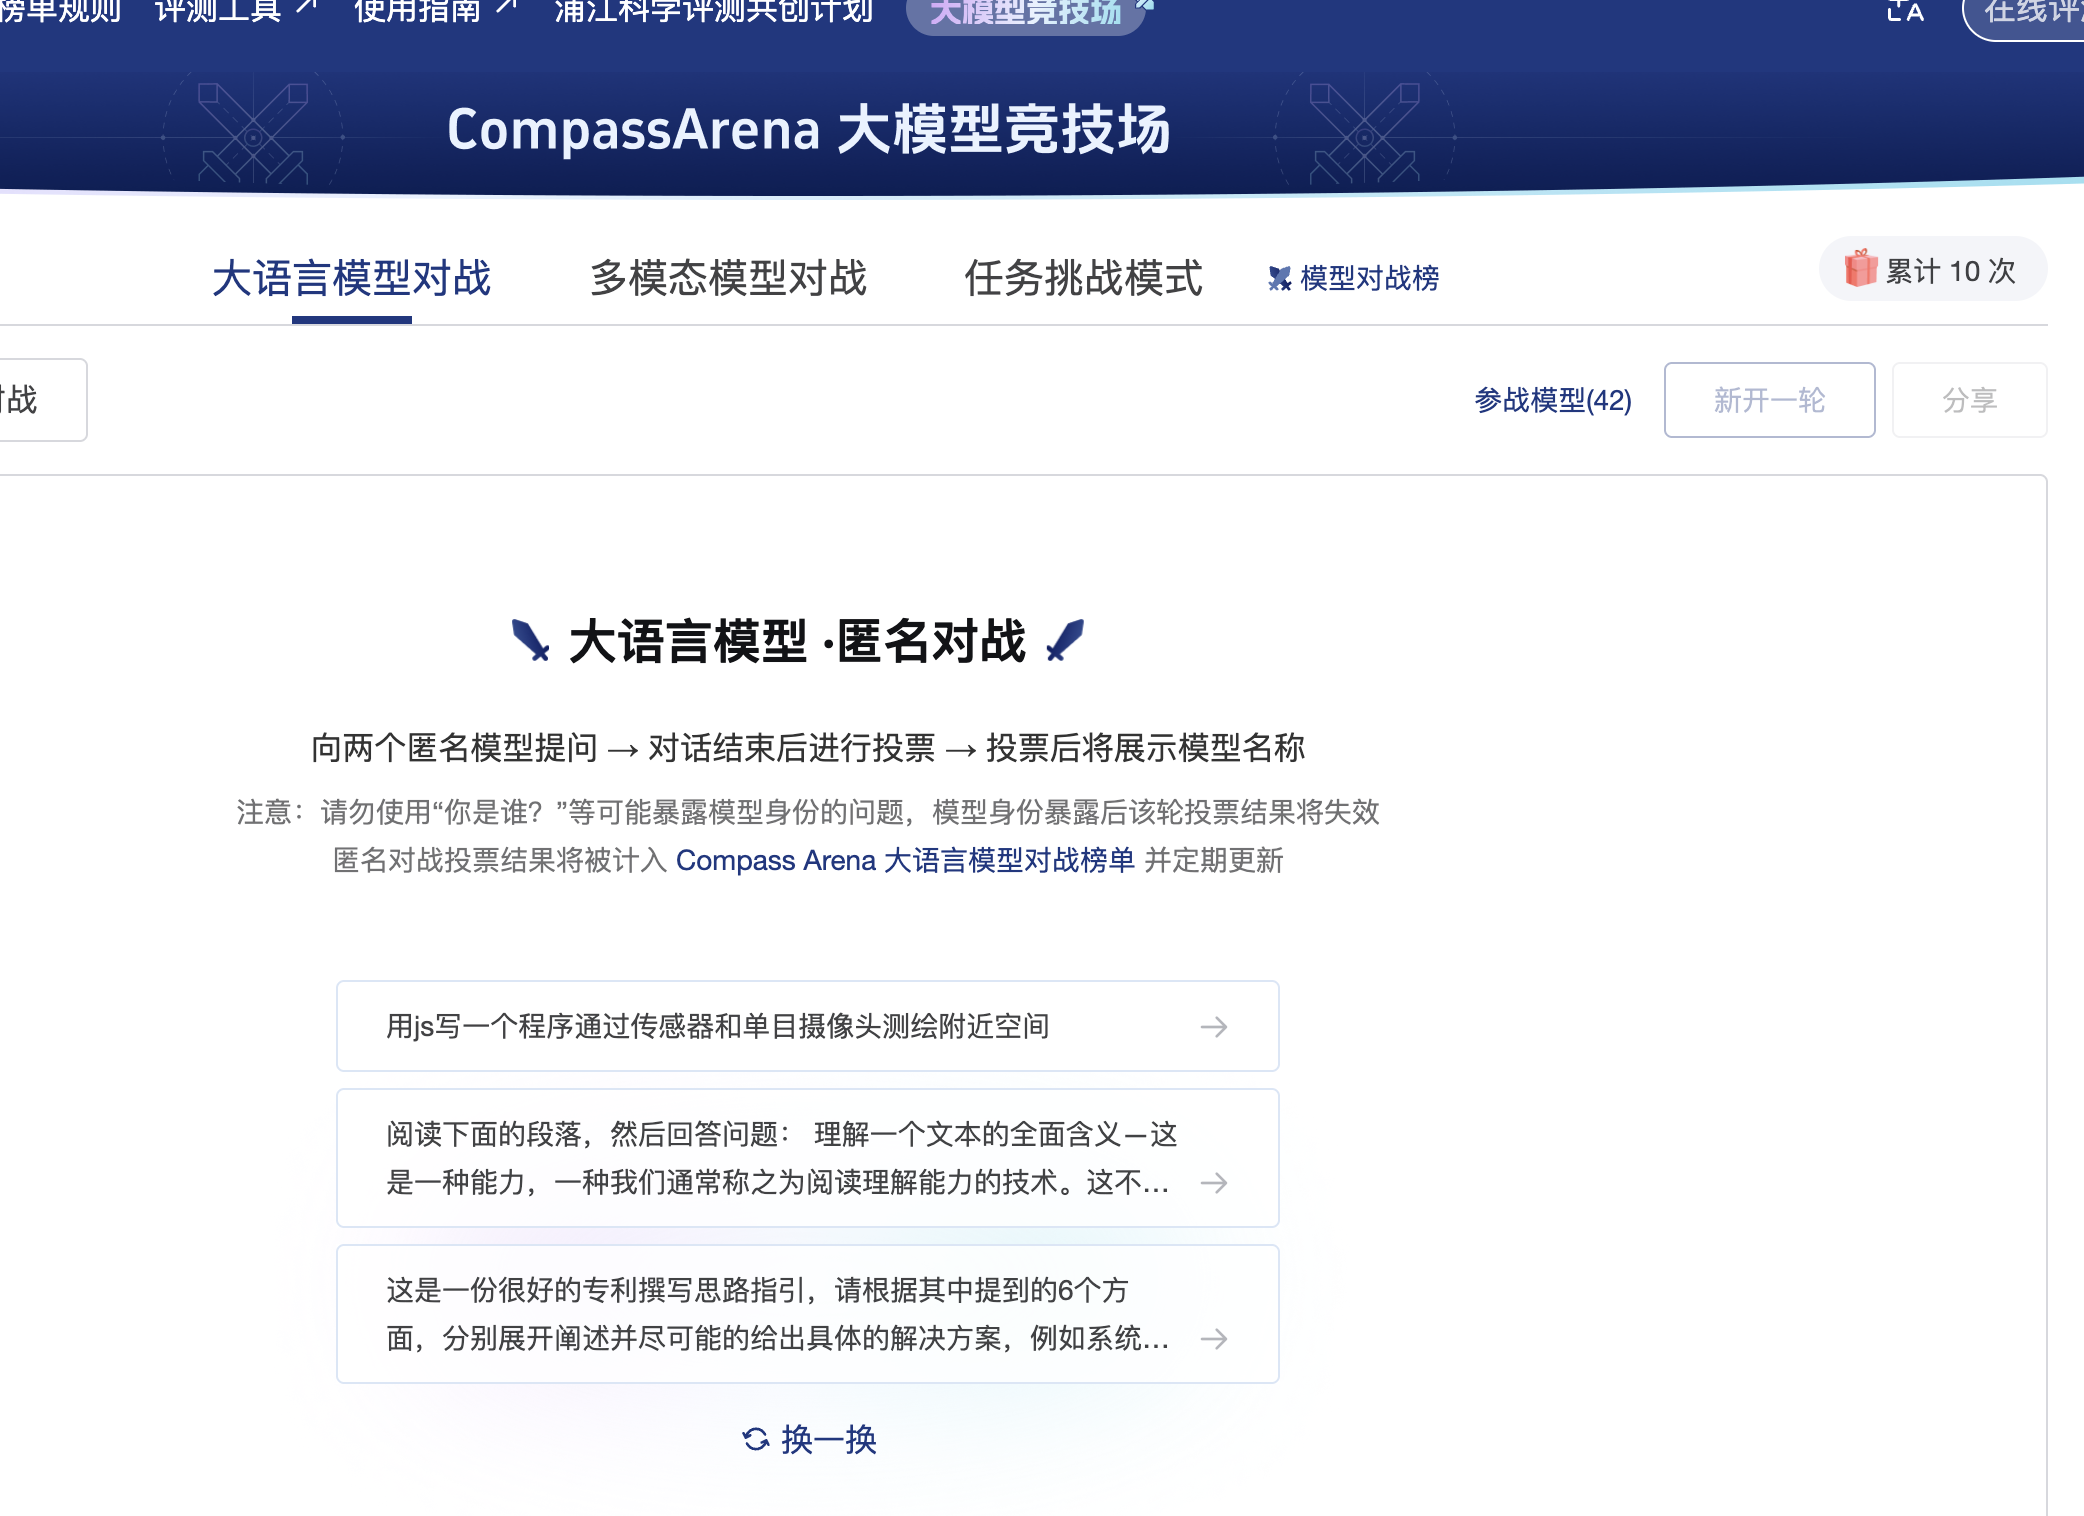 榜单规则 评测工具 使用指南 浦江科学评测共创计划 大模型竞技场 在线评
CompassArena 大模型竞技场
大语言模型对战 多模态模型对战 任务挑战模式 模型对战榜 累计 10 次
对战 参战模型(42) 新开一轮 分享
大语言模型 ·匿名对战
向两个匿名模型提问 → 对话结束后进行投票 → 投票后将展示模型名称
注意：请勿使用“你是谁？”等可能暴露模型身份的问题，模型身份暴露后该轮投票结果将失效
匿名对战投票结果将被计入 Compass Arena 大语言模型对战榜单 并定期更新
用js写一个程序通过传感器和单目摄像头测绘附近空间
阅读下面的段落，然后回答问题： 理解一个文本的全面含义—这
是一种能力，一种我们通常称之为阅读理解能力的技术。这不...
这是一份很好的专利撰写思路指引，请根据其中提到的6个方
面，分别展开阐述并尽可能的给出具体的解决方案，例如系统...
换一换